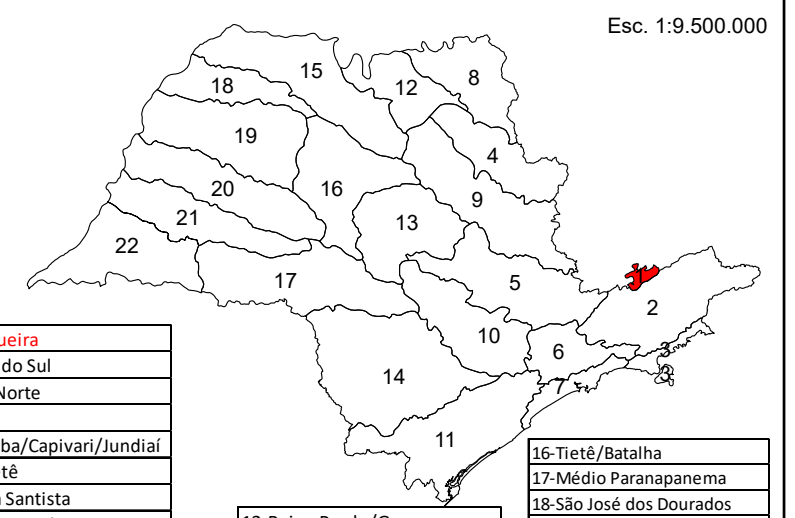 Esc. 1:9.500.000
15
8
18
12
19
4
20
16
9
21
13
22
17
5
1
2
10
6
3
14
7
3
11
ueira
do Sul
Norte
ba/Capivari/Jundiaí
tê
Santista
16-Tietê/Batalha
17-Médio Paranapanema
18-São José dos Dourados